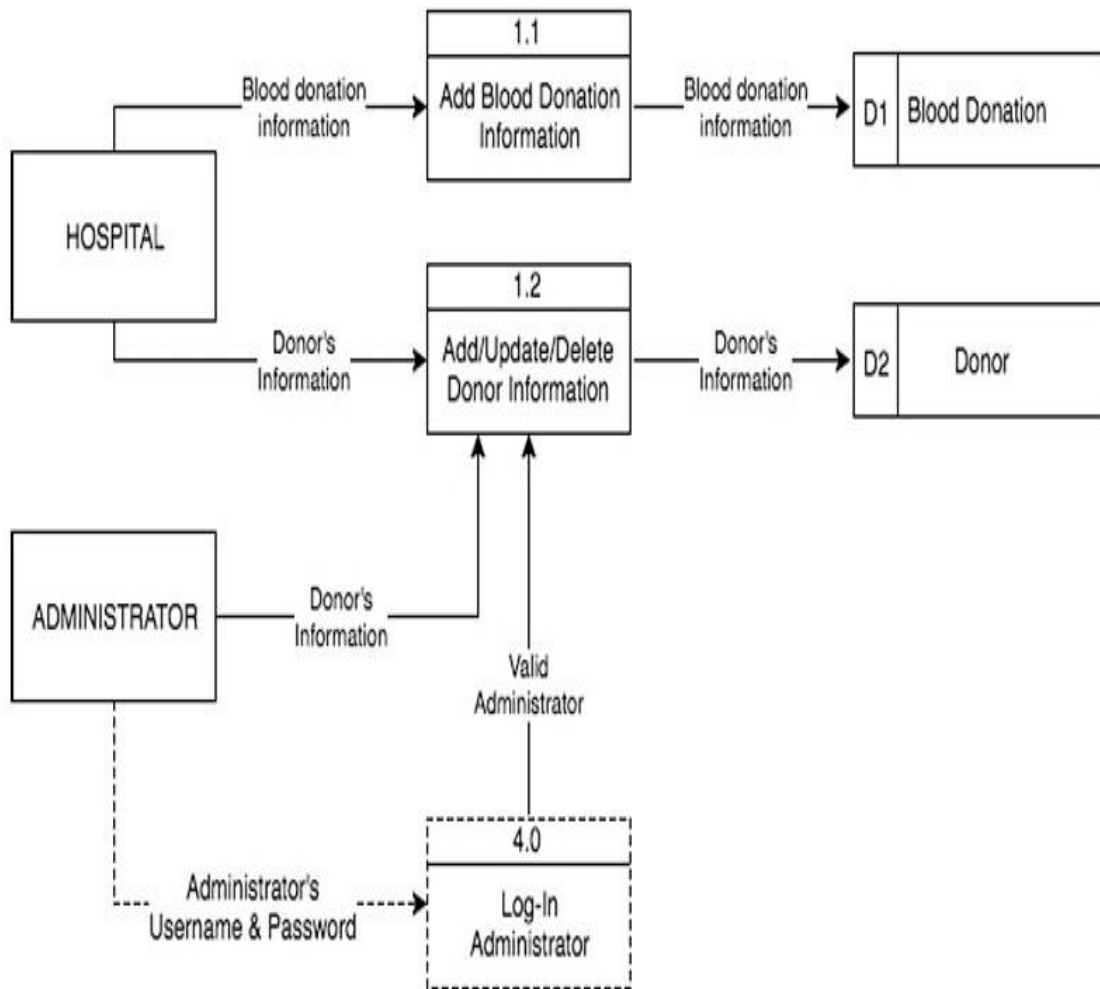 1.1
Blood donation
information
Add Blood Donation
Information
Blood donation
information
D1
Blood Donation
HOSPITAL
1.2
Donor's
Information
Add/Update/Delete
Donor Information
Donor's
Information
D2
Donor
ADMINISTRATOR
Donor's
Information
Valid
Administrator
4.0
Administrator's
Username & Password
Log-In
Administrator